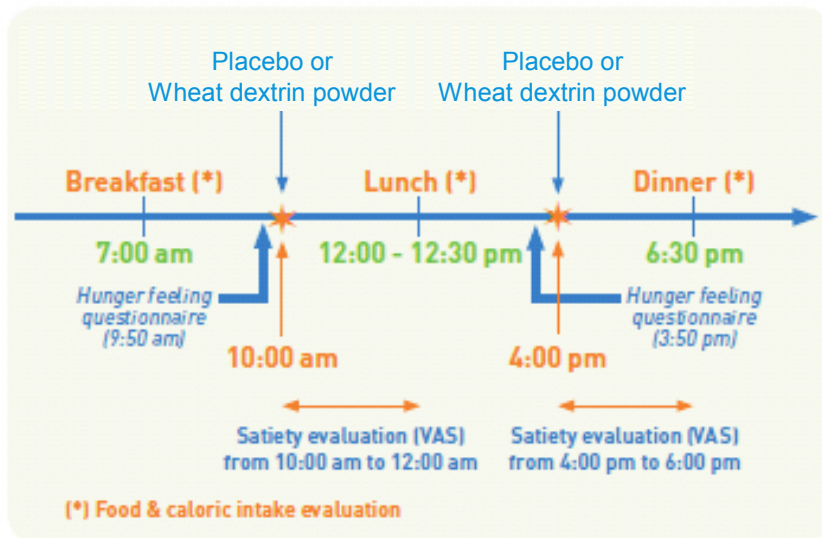 Placebo or
Wheat dextrin powder
Placebo or
Wheat dextrin powder
Breakfast (*)
Lunch (*)
Dinner (*)
7:00 am
12:00 - 12:30 pm
6:30 pm
Hunger feeling
questionnaire
(9:50 am)
Hunger feeling
questionnaire
(3:50 pm)
10:00 am
4:00 pm
Satiety evaluation (VAS)
from 10:00 am to 12:00 am
Satiety evaluation (VAS)
from 4:00 pm to 6:00 pm
(*) Food & caloric intake evaluation